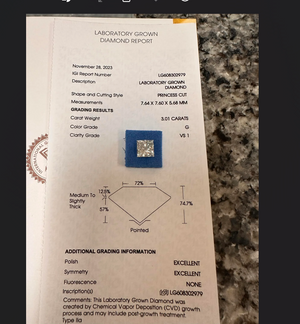 LABORATORY GROWN
DIAMOND REPORT
November 28, 2023
IGI Report Number LG608302979
Description LABORATORY GROWN
DIAMOND
Shape and Cutting Style PRINCESS CUT
Measurements 7.64 X 7.60 X 5.68 MM
GRADING RESULTS
Carat Weight 3.01 CARATS
Color Grade G
Clarity Grade VS 1
72%
12.5%
Medium To
Slightly
Thick
57%
74.7%
Pointed
ADDITIONAL GRADING INFORMATION
Polish EXCELLENT
Symmetry EXCELLENT
Fluorescence NONE
Inscription(s) LG608302979
Comments: This Laboratory Grown Diamond was
created by Chemical Vapor Deposition (CVD) growth
process and may include post-growth treatment.
Type IIa